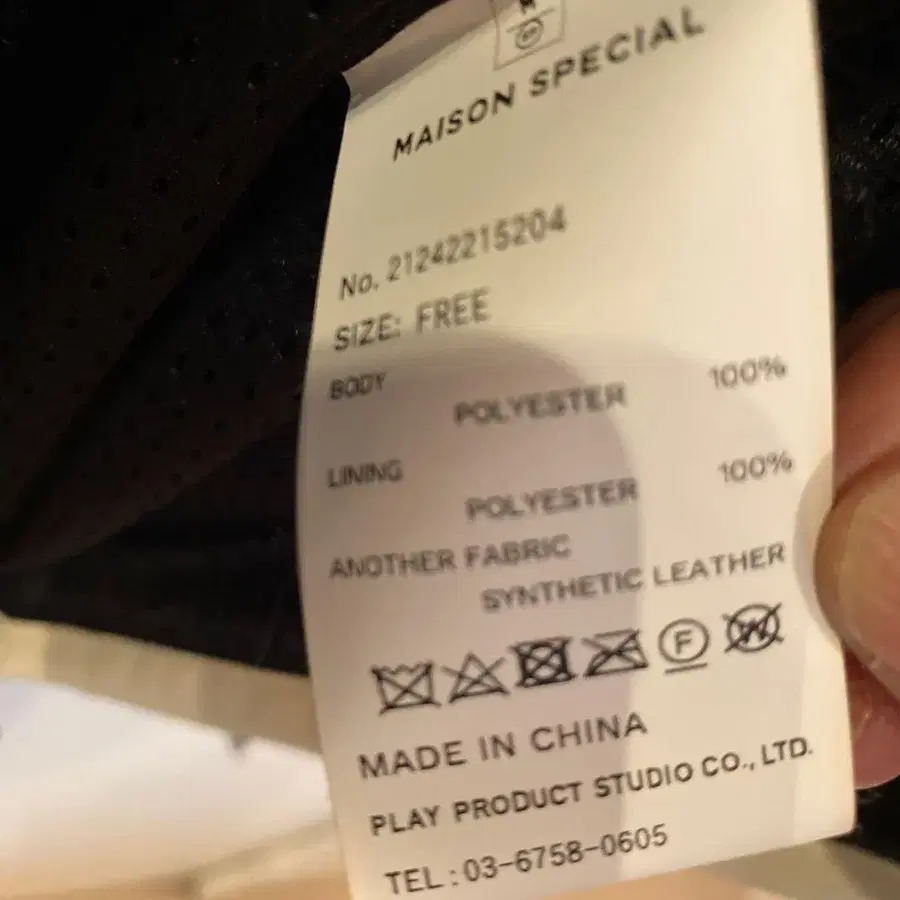 MAISON SPECIAL
No. 21242215204
SIZE: FREE
BODY
POLYESTER 100%
LINING
POLYESTER 100%
ANOTHER FABRIC
SYNTHETIC LEATHER
F W
MADE IN CHINA
PLAY PRODUCT STUDIO CO., LTD.
TEL : 03-6758-0605